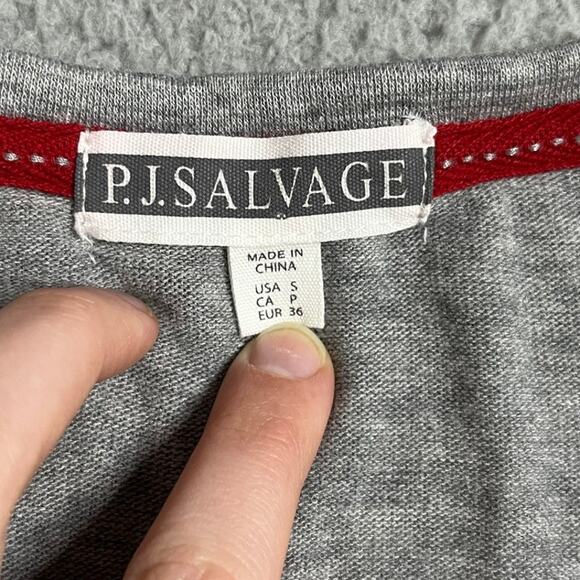 P.J.SALVAGE
MADE IN
CHINA
USA S
CA P
EUR 36